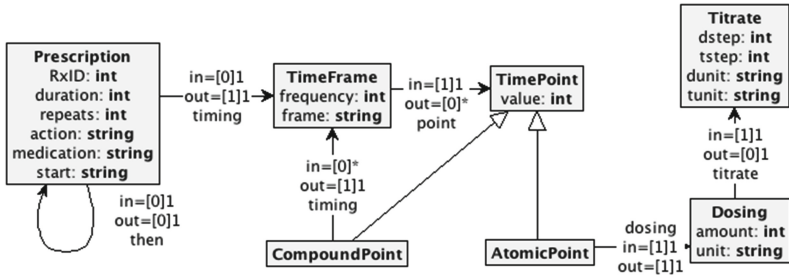 Prescription
RxID: int
duration: int
repeats: int
action: string
medication: string
start: string
in=[0]1
out=[0]1
then
in=[0]1
out=[1]1
timing
TimeFrame
frequency: int
frame: string
in=[1]1
out=[0]*
point
TimePoint
value: int
in=[0]*
out=[1]1
timing
CompoundPoint
AtomicPoint
dosing
in=[1]1
out=[1]1
Titrate
dstep: int
tstep: int
dunit: string
tunit: string
in=[1]1
out=[0]1
titrate
Dosing
amount: int
unit: string